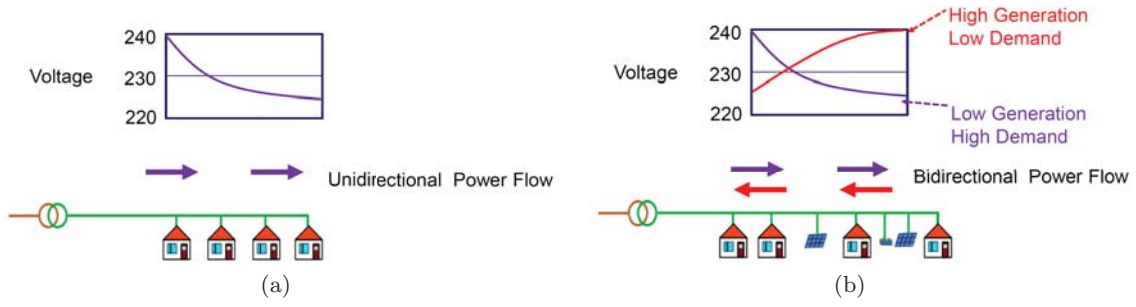 240
Voltage
230
220
Unidirectional Power Flow
(a)
High Generation
Low Demand
240
Voltage
230
220
Low Generation
High Demand
Bidirectional Power Flow
(b)